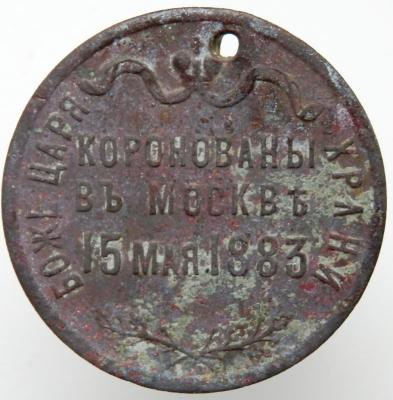 БОЖЕ ЦАРЯ ХРАНИ
КОРОНОВАНЫ
ВЪ МОСКВѢ
15 МАЯ 1883